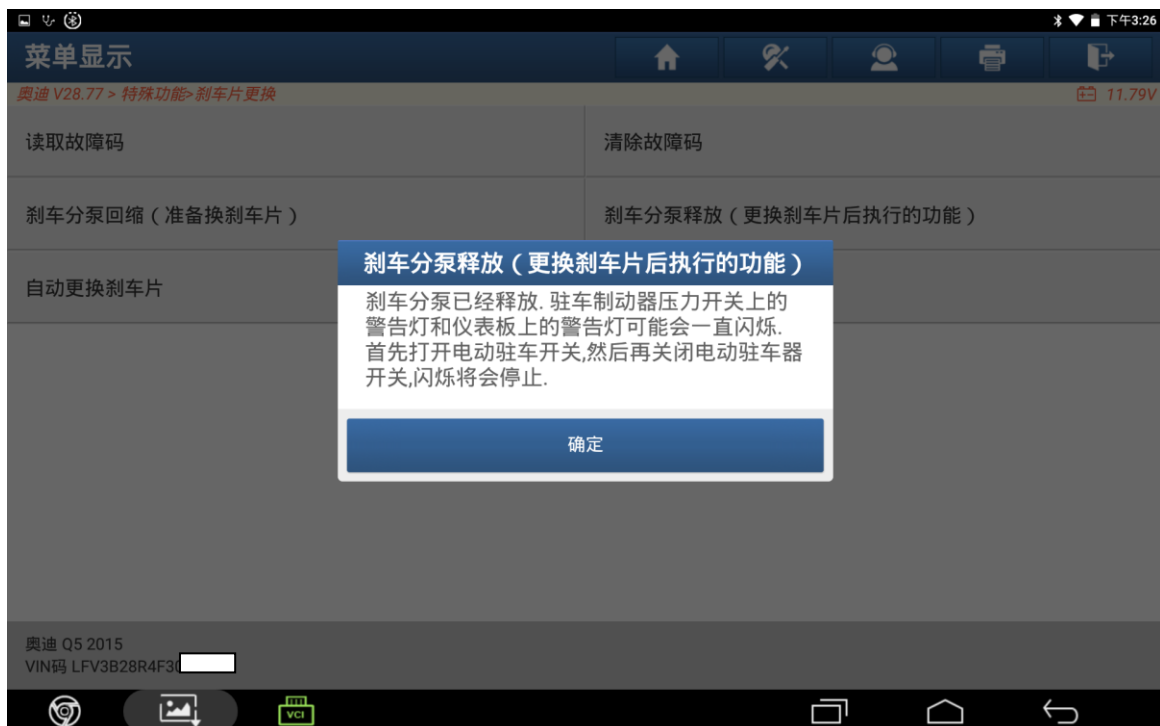 下午3:26
菜单显示
奥迪 V28.77 > 特殊功能>刹车片更换
11.79V
读取故障码
清除故障码
刹车分泵回缩（准备换刹车片）
刹车分泵释放（更换刹车片后执行的功能）
自动更换刹车片
刹车分泵释放（更换刹车片后执行的功能）
刹车分泵已经释放. 驻车制动器压力开关上的
警告灯和仪表板上的警告灯可能会一直闪烁.
首先打开电动驻车开关,然后再关闭电动驻车器
开关,闪烁将会停止.
确定
奥迪 Q5 2015
VIN码 LFV3B28R4F30
VCI